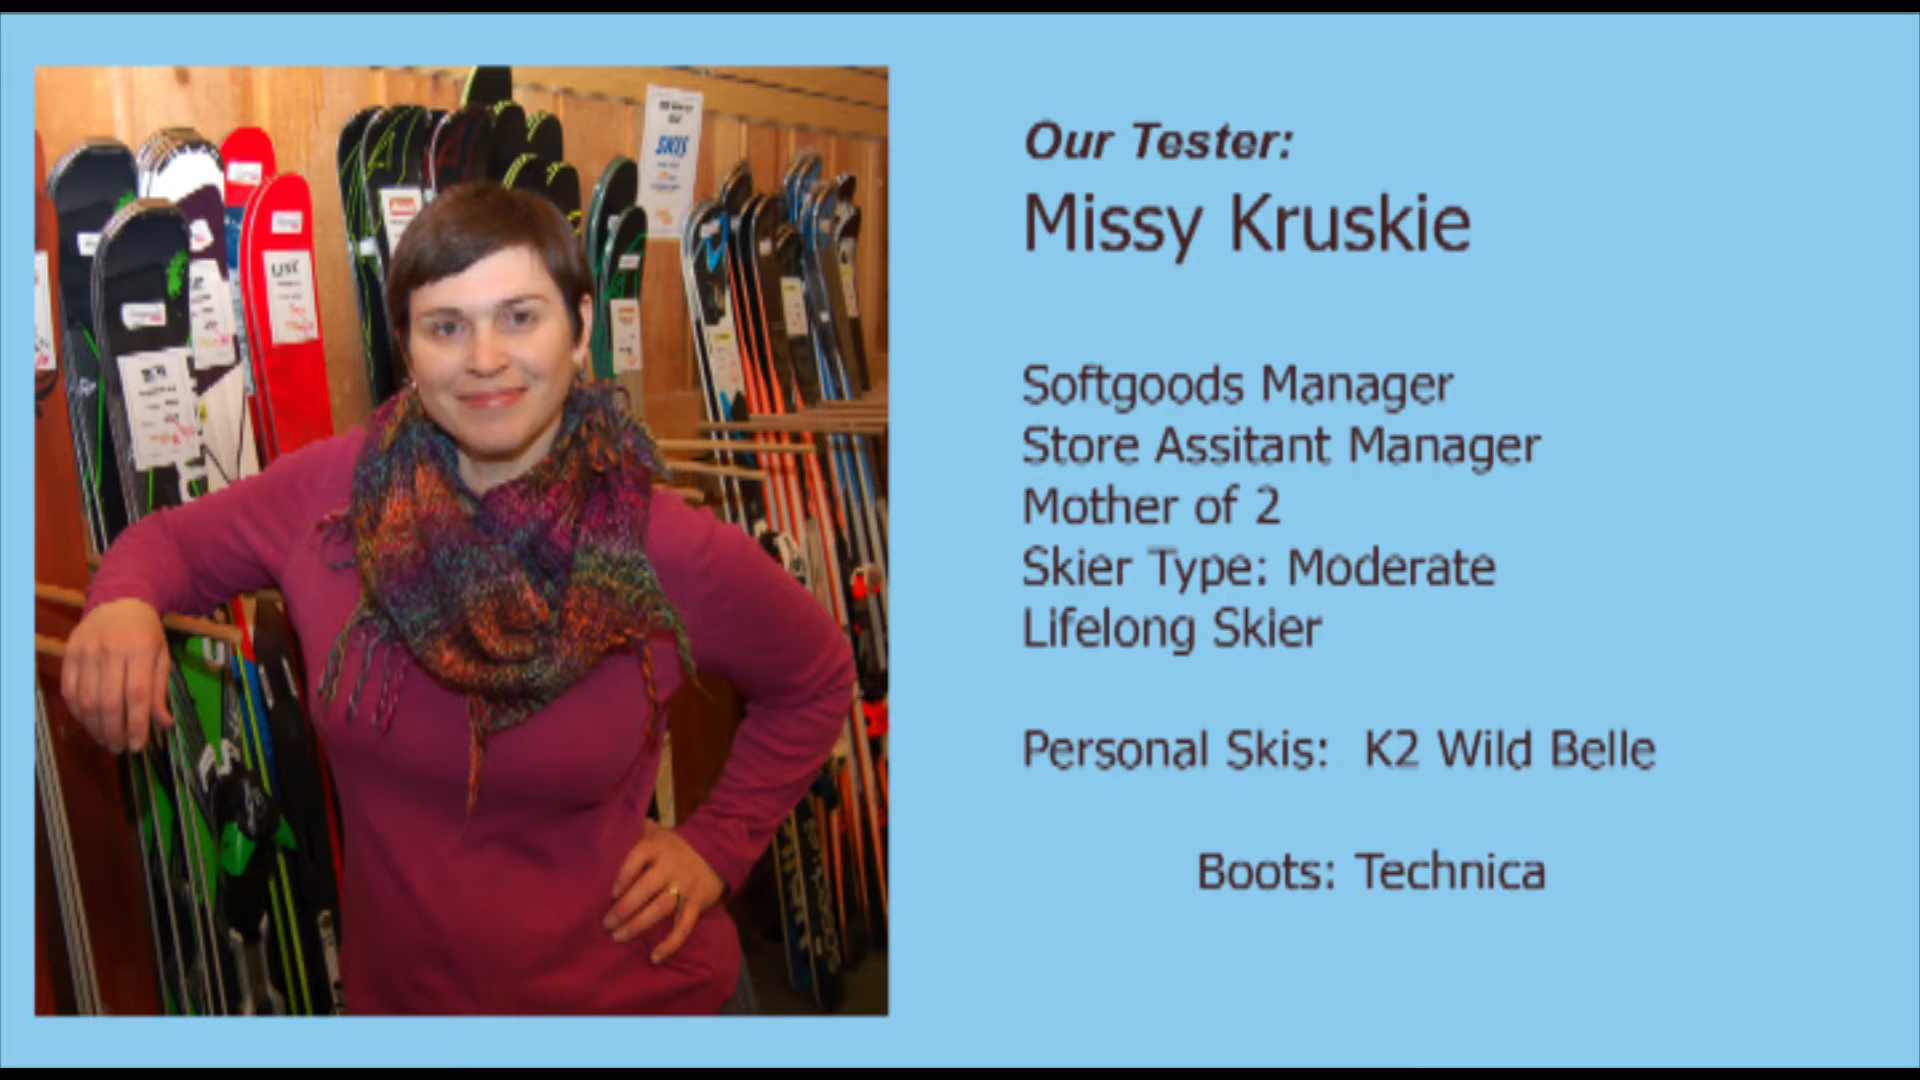 Our Tester:
Missy Kruskie
Softgoods Manager
Store Assitant Manager
Mother of 2
Skier Type: Moderate
Lifelong Skier
Personal Skis: K2 Wild Belle
Boots: Technica
SKIS